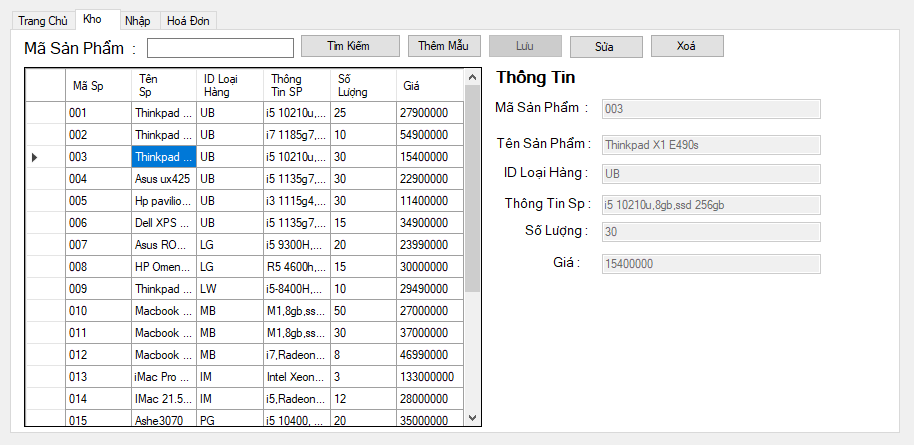 Trang Chủ Kho Nhập Hoá Đơn
Mã Sản Phẩm : Tìm Kiếm Thêm Mẫu Lưu Sửa Xoá
Mã Sp Tên Sp ID Loại Hàng Thông Tin SP Số Lượng Giá
001 Thinkpad ... UB i5 10210u,... 25 27900000
002 Thinkpad ... UB i7 1185g7,... 10 54900000
003 Thinkpad ... UB i5 10210u,... 30 15400000
004 Asus ux425 UB i5 1135g7,... 30 22900000
005 Hp pavilio... UB i3 1115g4,... 30 11400000
006 Dell XPS ... UB i5 1135g7,... 15 34900000
007 Asus RO... LG i5 9300H,... 20 23990000
008 HP Omen... LG R5 4600h,... 15 30000000
009 Thinkpad ... LW i5-8400H,... 10 29490000
010 Macbook ... MB M1,8gb,ss... 50 27000000
011 Macbook ... MB M1,8gb,ss... 30 37000000
012 Macbook ... MB i7,Radeon... 8 46990000
013 iMac Pro ... IM Intel Xeon... 3 133000000
014 IMac 21.5... IM i5,Radeon... 12 28000000
015 Ashe3070 PG i5 10400, ... 20 35000000
Thông Tin
Mã Sản Phẩm : 003
Tên Sản Phẩm : Thinkpad X1 E490s
ID Loại Hàng : UB
Thông Tin Sp : i5 10210u,8gb,ssd 256gb
Số Lượng : 30
Giá : 15400000